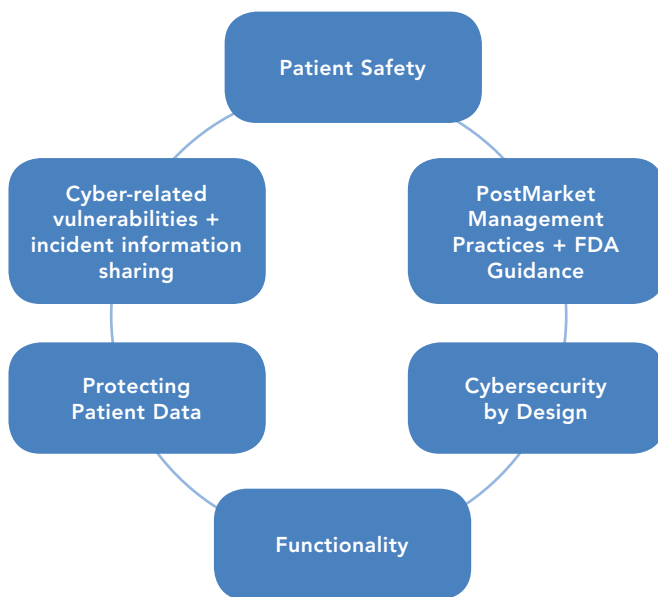 Patient Safety
Cyber-related
vulnerabilities +
incident information
sharing
PostMarket
Management
Practices + FDA
Guidance
Protecting
Patient Data
Cybersecurity
by Design
Functionality